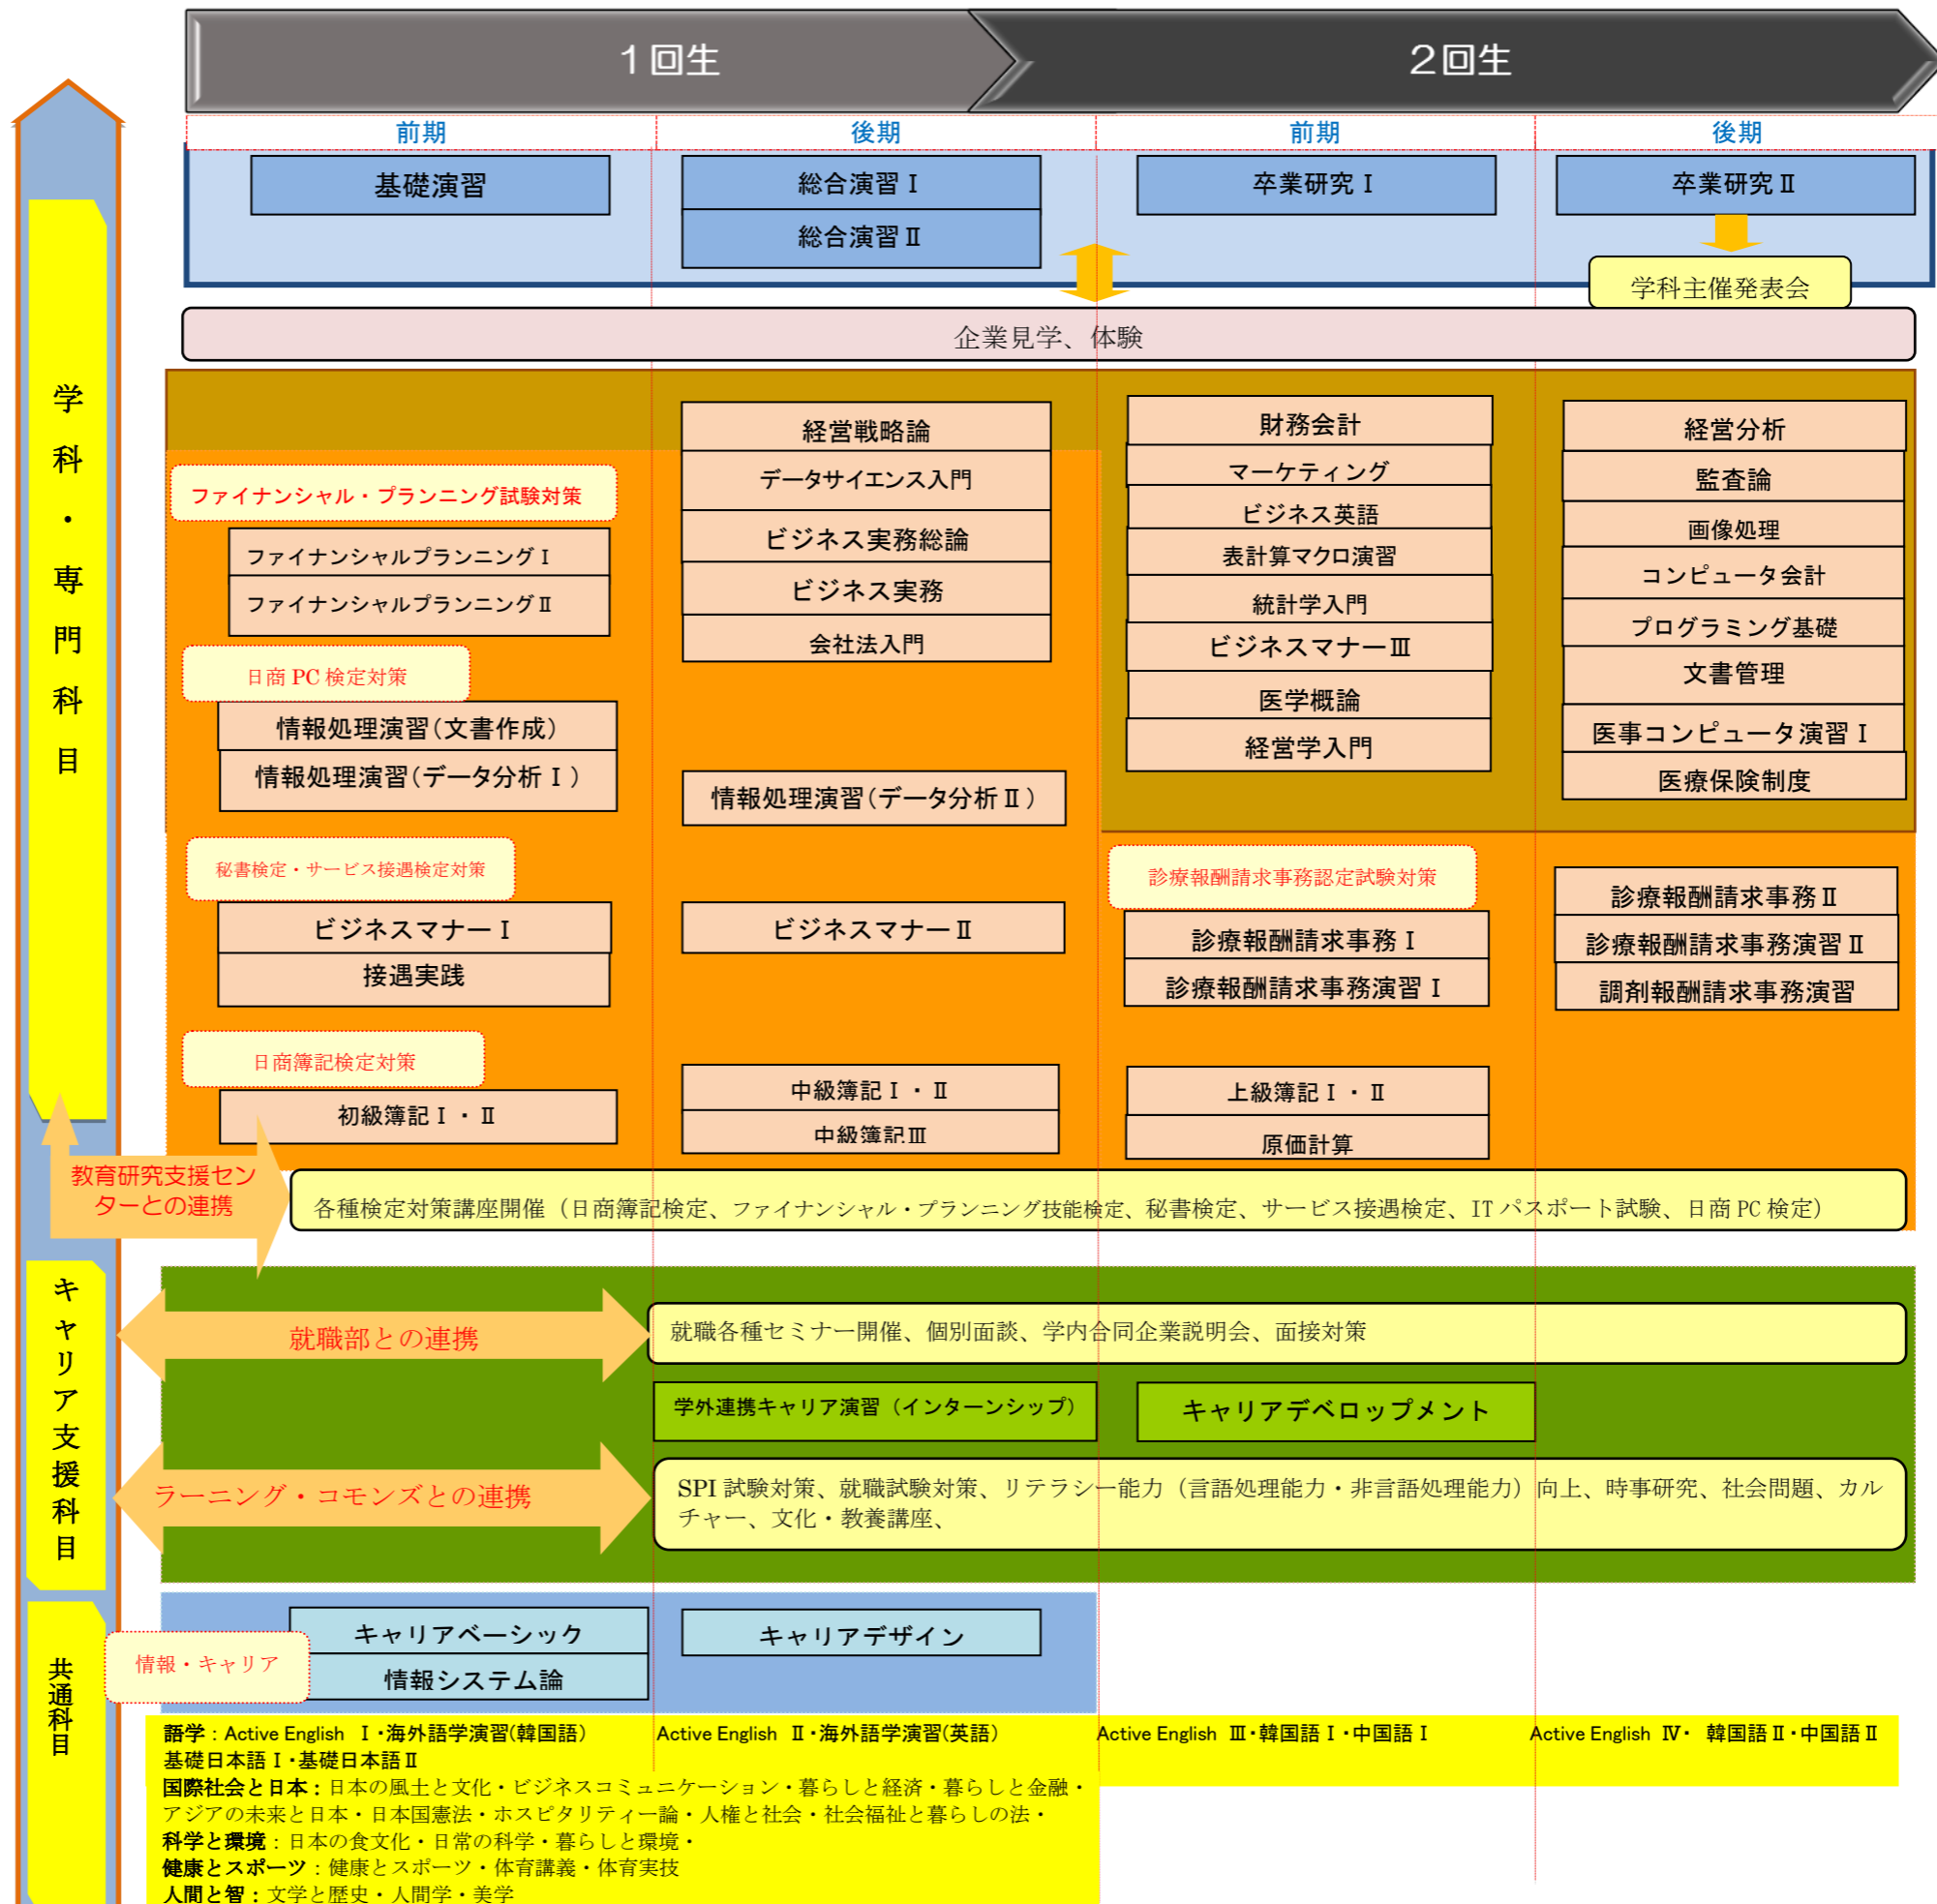 1回生
2回生
前期
後期
前期
後期
基礎演習
総合演習Ⅰ
総合演習Ⅱ
卒業研究Ⅰ
卒業研究Ⅱ
学科主催発表会
企業見学、体験
学科・専門科目
ファイナンシャル・プランニング試験対策
ファイナンシャルプランニングⅠ
ファイナンシャルプランニングⅡ
日商 PC 検定対策
情報処理演習(文書作成)
情報処理演習(データ分析Ⅰ)
秘書検定・サービス接遇検定対策
ビジネスマナーⅠ
接遇実践
日商簿記検定対策
初級簿記Ⅰ・Ⅱ
経営戦略論
データサイエンス入門
ビジネス実務総論
ビジネス実務
会社法入門
情報処理演習(データ分析Ⅱ)
ビジネスマナーⅡ
中級簿記Ⅰ・Ⅱ
中級簿記Ⅲ
財務会計
マーケティング
ビジネス英語
表計算マクロ演習
統計学入門
ビジネスマナーⅢ
医学概論
経営学入門
診療報酬請求事務認定試験対策
診療報酬請求事務Ⅰ
診療報酬請求事務演習Ⅰ
上級簿記Ⅰ・Ⅱ
原価計算
経営分析
監査論
画像処理
コンピュータ会計
プログラミング基礎
文書管理
医事コンピュータ演習Ⅰ
医療保険制度
診療報酬請求事務Ⅱ
診療報酬請求事務演習Ⅱ
調剤報酬請求事務演習
教育研究支援セン
ターとの連携
各種検定対策講座開催（日商簿記検定、ファイナンシャル・プランニング技能検定、秘書検定、サービス接遇検定、IT パスポート試験、日商 PC 検定）
キャリア支援科目
就職部との連携
就職各種セミナー開催、個別面談、学内合同企業説明会、面接対策
学外連携キャリア演習（インターンシップ）
キャリアデベロップメント
ラーニング・コモンズとの連携
SPI 試験対策、就職試験対策、リテラシー能力（言語処理能力・非言語処理能力）向上、時事研究、社会問題、カル
チャー、文化・教養講座、
共通科目
情報・キャリア
キャリアベーシック
情報システム論
キャリアデザイン
語学：Active English Ⅰ・海外語学演習(韓国語)
Active English Ⅱ・海外語学演習(英語)
Active English Ⅲ・韓国語Ⅰ・中国語Ⅰ
Active English Ⅳ・ 韓国語Ⅱ・中国語Ⅱ
基礎日本語Ⅰ・基礎日本語Ⅱ
国際社会と日本：日本の風土と文化・ビジネスコミュニケーション・暮らしと経済・暮らしと金融・
アジアの未来と日本・日本国憲法・ホスピタリティー論・人権と社会・社会福祉と暮らしの法・
科学と環境：日本の食文化・日常の科学・暮らしと環境・
健康とスポーツ：健康とスポーツ・体育講義・体育実技
人間と智：文学と歴史・人間学・美学